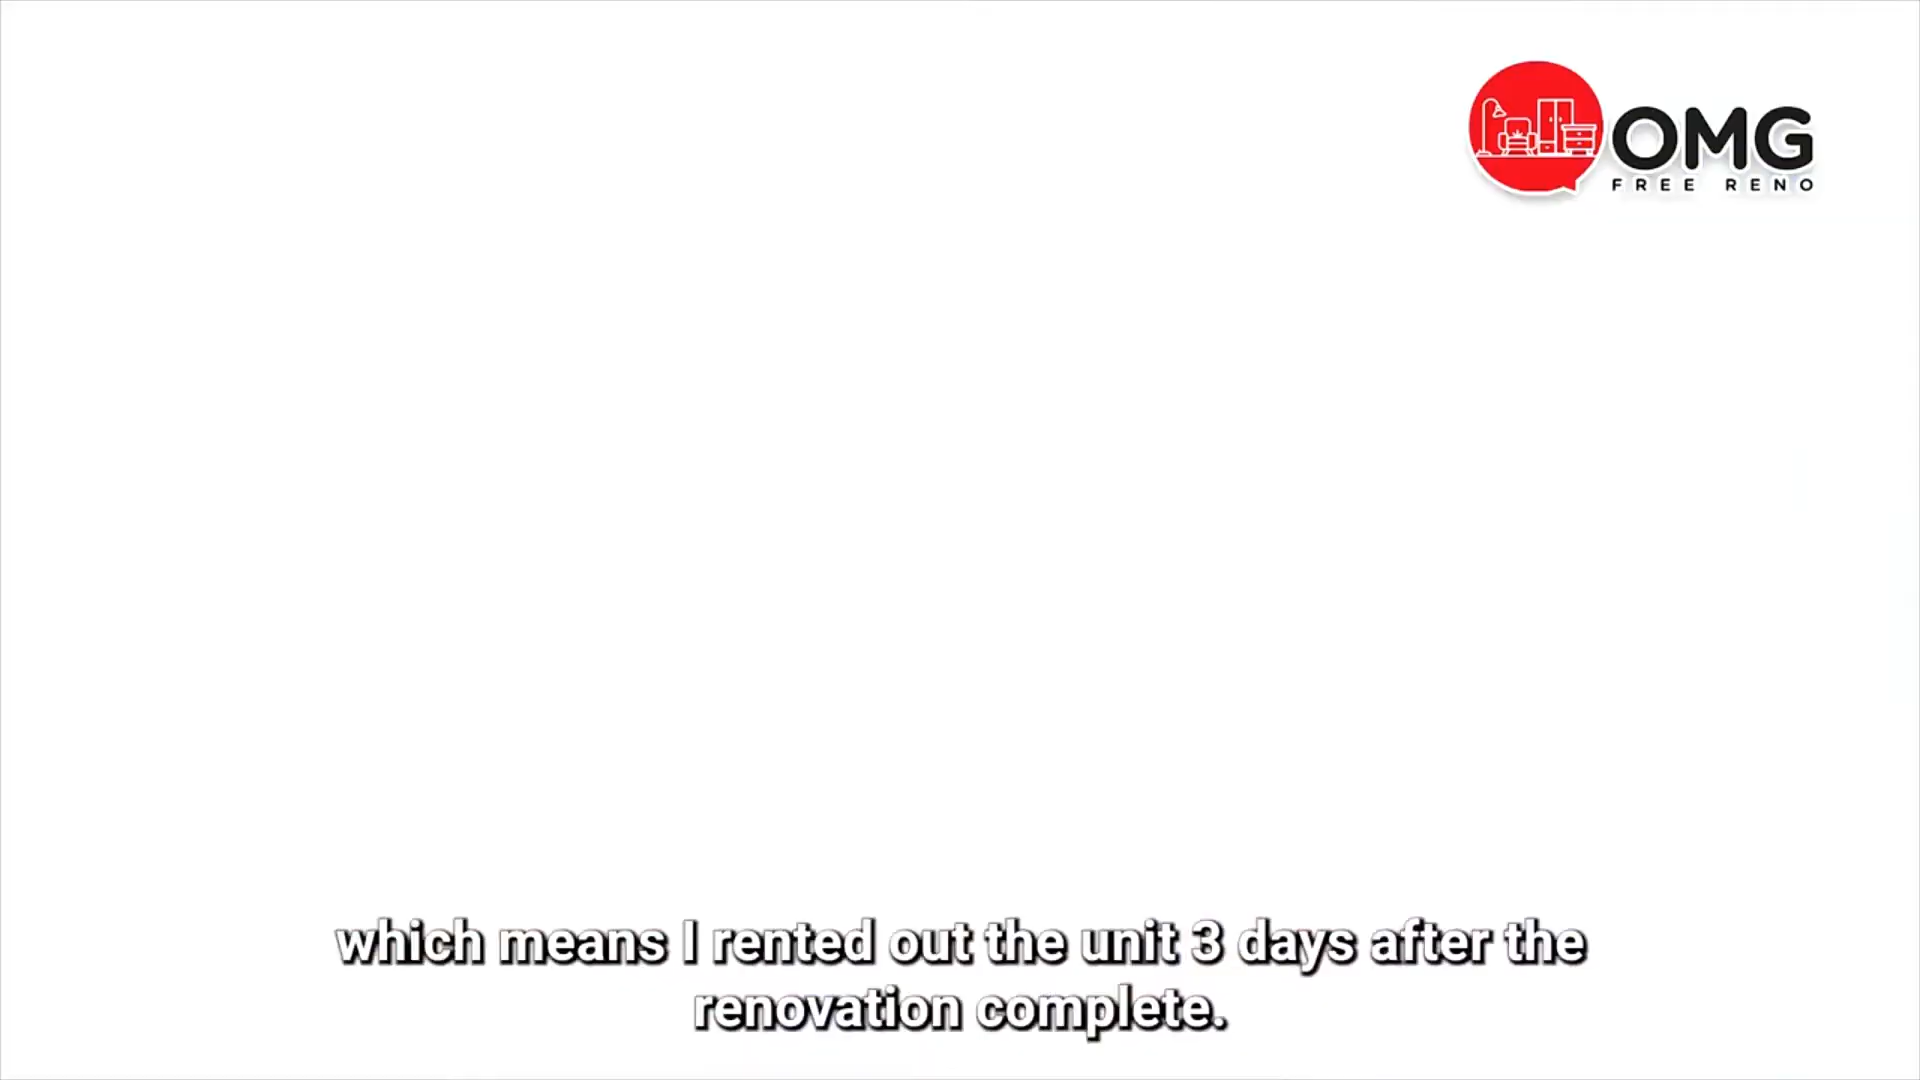 OMG
FREE RENO
which means I rented out the unit 3 days after the
renovation complete.